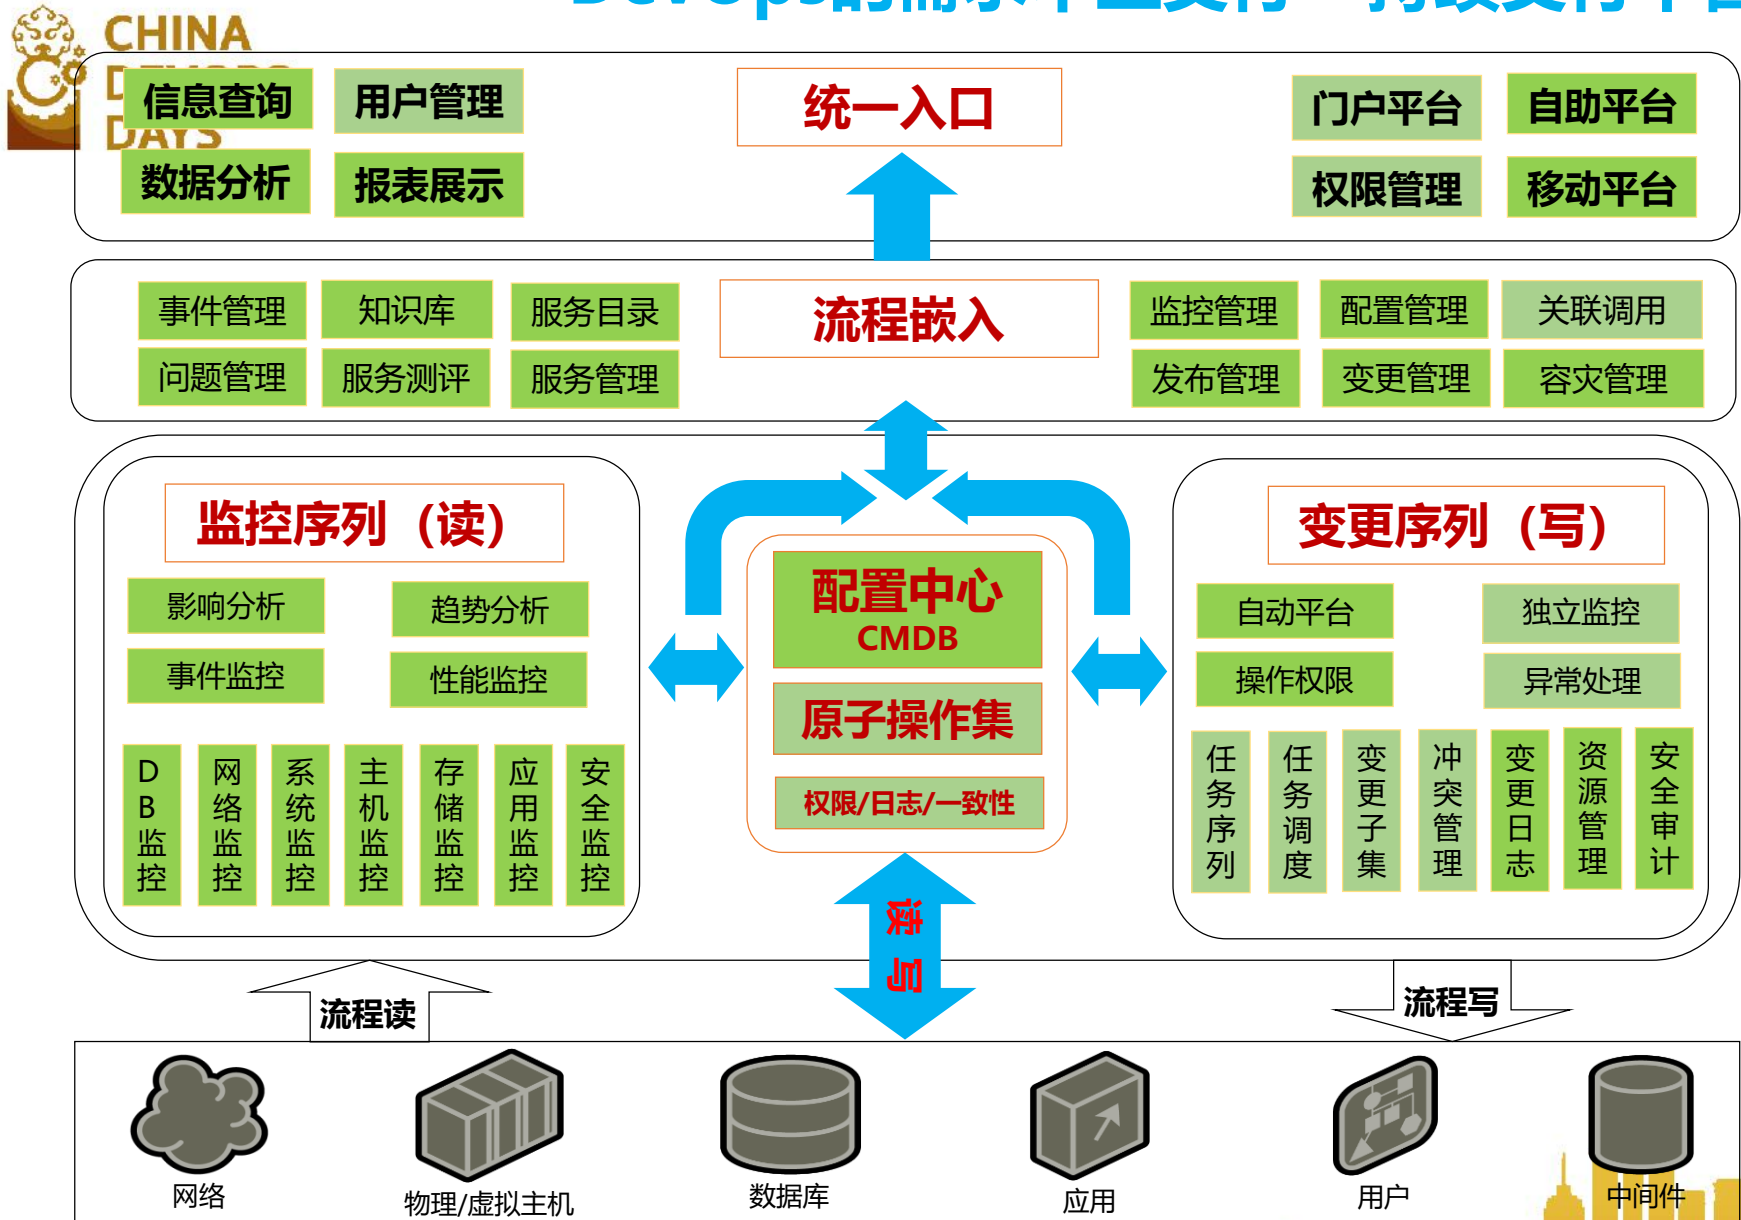 CHINA
DAYS
信息查询
用户管理
数据分析
报表展示
统一入口
门户平台
自助平台
权限管理
移动平台
事件管理
知识库
服务目录
问题管理
服务测评
服务管理
流程嵌入
监控管理
配置管理
关联调用
发布管理
变更管理
容灾管理
监控序列（读）
影响分析
趋势分析
事件监控
性能监控
DB监控
网络监控
系统监控
主机监控
存储监控
应用监控
安全监控
配置中心
CMDB
原子操作集
权限/日志/一致性
读写
变更序列（写）
自动平台
独立监控
操作权限
异常处理
任务序列
任务调度
变更子集
冲突管理
变更日志
资源管理
安全审计
流程读
流程写
网络
物理/虚拟主机
数据库
应用
用户
中间件